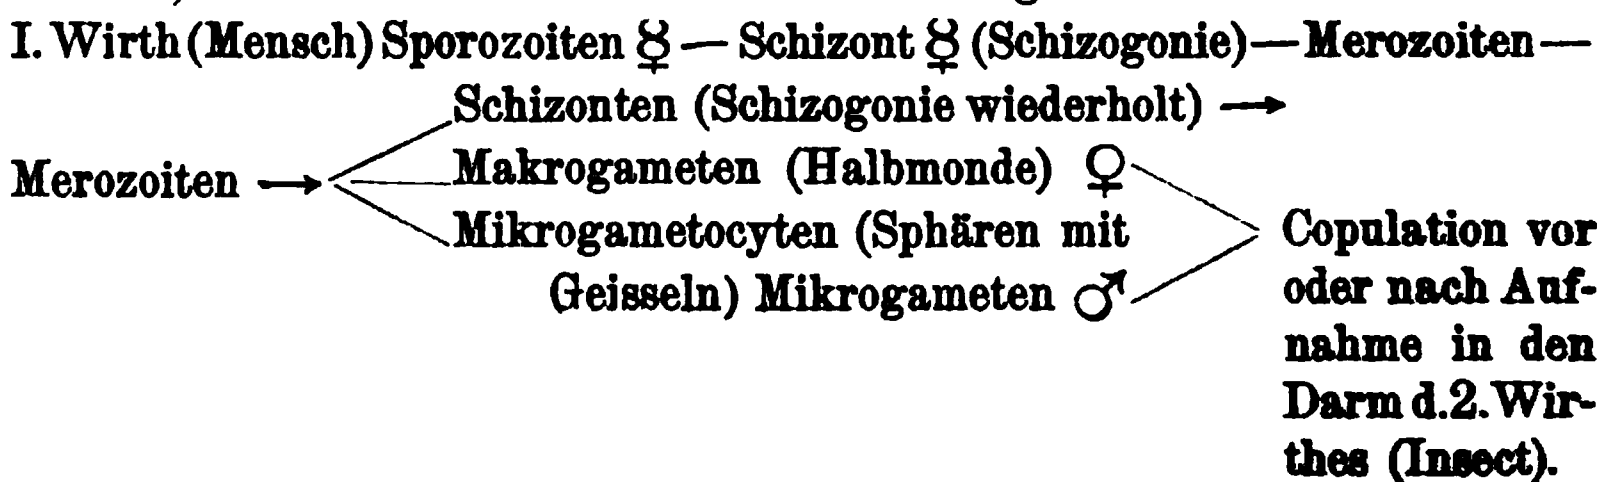 I. Wirth (Mensch) Sporozoiten ☿ — Schizont ☿ (Schizogonie) — Merozoiten —
Schizonten (Schizogonie wiederholt) →
Merozoiten →
Makrogameten (Halbmonde) ♀
Mikrogametocyten (Sphären mit
Geisseln) Mikrogameten ♂
Copulation vor
oder nach Auf-
nahme in den
Darm d. 2. Wir-
thes (Insect).